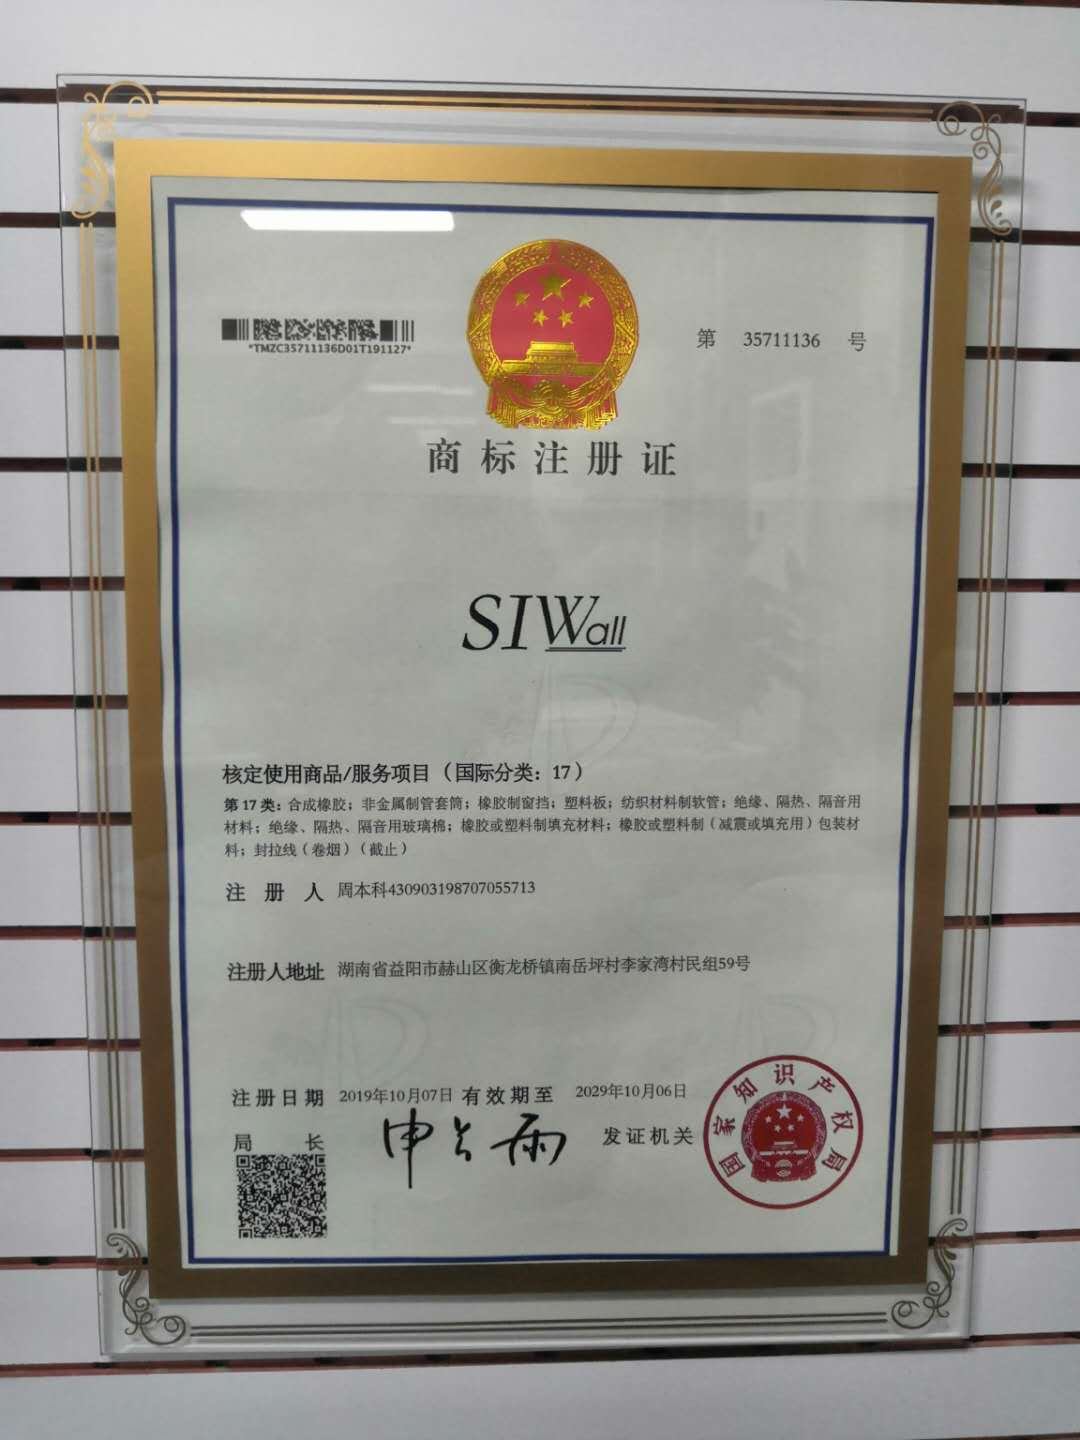 *TMZC35711136D01T191127*
第 35711136 号
商标注册证
SIWall
核定使用商品/服务项目（国际分类：17）
第17类：合成橡胶；非金属制管套筒；橡胶制窗挡；塑料板；纺织材料制软管；绝缘、隔热、隔音用
材料；绝缘、隔热、隔音用玻璃棉；橡胶或塑料制填充材料；橡胶或塑料制（减震或填充用）包装材
料；封拉线（卷烟）（截止）
注册人 周本科430903198707055713
注册人地址 湖南省益阳市赫山区衡龙桥镇南岳坪村李家湾村民组59号
注册日期 2019年10月07日 有效期至 2029年10月06日
局长 申长雨 发证机关
国家知识产权局